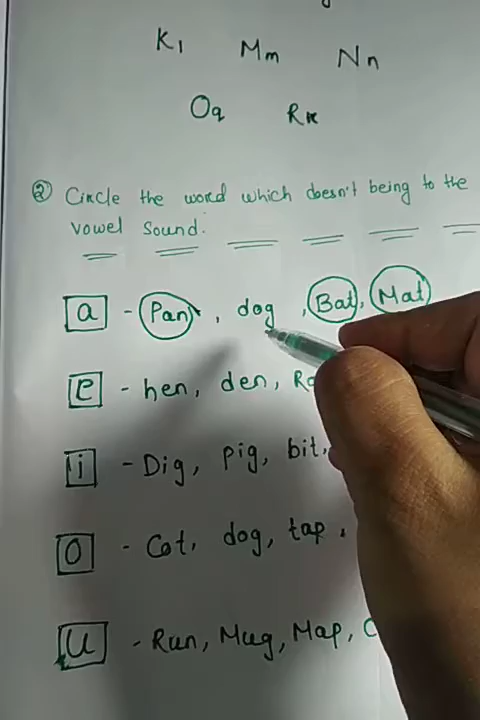 K1 Mm Nn
Oq RR
② Circle the word which doesn't being to the
vowel sound.
a - Pan, dog, Bat, Mat
e - hen, den,
i - Dig, pig, bit,
O - Cot, dog, tap,
U - Run, Mug, Map,